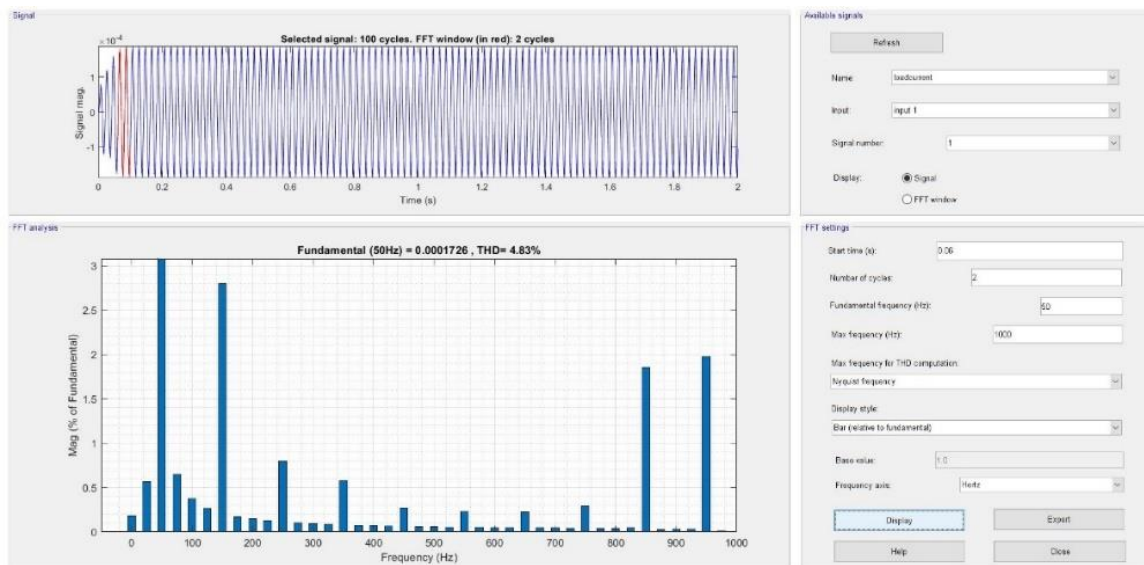 Signal
Selected signal: 100 cycles. FFT window (in red): 2 cycles
× 10⁻⁴
1
0
-1
Signal mag.
0 0.2 0.4 0.6 0.8 1 1.2 1.4 1.6 1.8 2
Time (s)
FFT analysis
Fundamental (50Hz) = 0.0001726 , THD= 4.83%
3
2.5
2
1.5
1
0.5
0
Mag (% of Fundamental)
0 100 200 300 400 500 600 700 800 900 1000
Frequency (Hz)
Available signals
Refresh
Name: loadcurrent
Input: input 1
Signal number: 1
Display: Signal
FFT window
FFT settings
Start time (s): 0.06
Number of cycles: 2
Fundamental frequency (Hz): 50
Max frequency (Hz): 1000
Max frequency for THD computation:
Nyquist frequency
Display style:
Bar (relative to fundamental)
Base value: 1.0
Frequency axis: Hertz
Display Export
Help Close